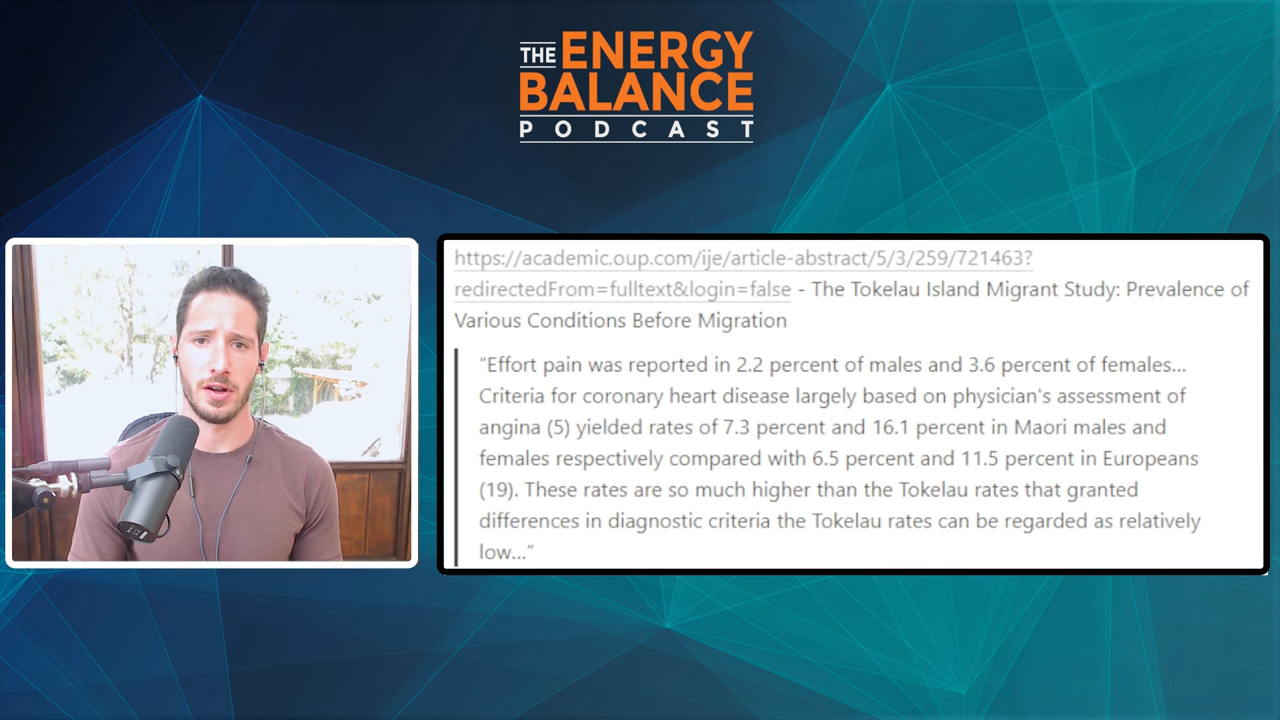 THE ENERGY
BALANCE
PODCAST
https://academic.oup.com/ije/article-abstract/5/3/259/721463?
redirectedFrom=fulltext&login=false - The Tokelau Island Migrant Study: Prevalence of
Various Conditions Before Migration
“Effort pain was reported in 2.2 percent of males and 3.6 percent of females...
Criteria for coronary heart disease largely based on physician's assessment of
angina (5) yielded rates of 7.3 percent and 16.1 percent in Maori males and
females respectively compared with 6.5 percent and 11.5 percent in Europeans
(19). These rates are so much higher than the Tokelau rates that granted
differences in diagnostic criteria the Tokelau rates can be regarded as relatively
low...”